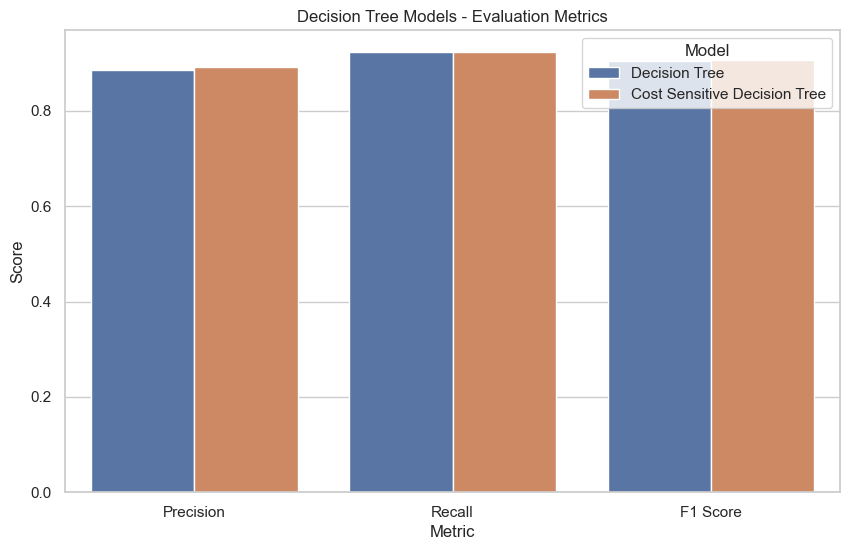 Decision Tree Models - Evaluation Metrics
Model
Decision Tree
Cost Sensitive Decision Tree
Score
0.8
0.6
0.4
0.2
0.0
Precision
Recall
F1 Score
Metric